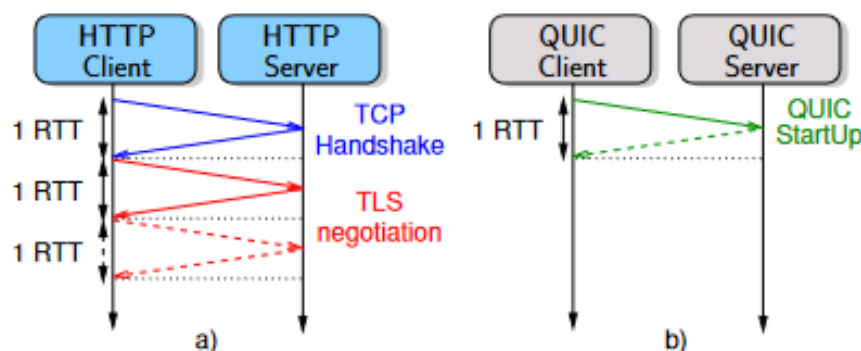 HTTP
Client
HTTP
Server
1 RTT
1 RTT
1 RTT
TCP
Handshake
TLS
negotiation
a)
QUIC
Client
QUIC
Server
1 RTT
QUIC
StartUp
b)